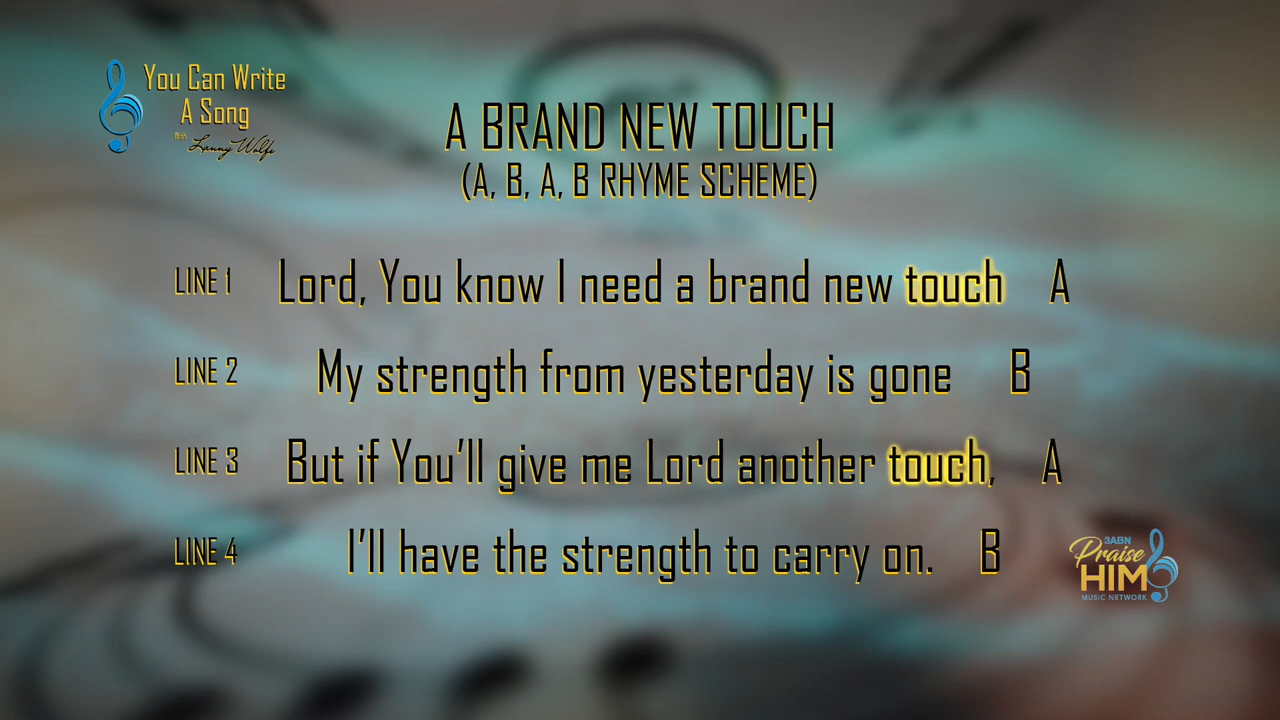 You Can Write
A Song
With Lanny Wolfe
A BRAND NEW TOUCH
(A, B, A, B RHYME SCHEME)
LINE 1 Lord, You know I need a brand new touch A
LINE 2 My strength from yesterday is gone B
LINE 3 But if You'll give me Lord another touch, A
LINE 4 I'll have the strength to carry on. B
3ABN
Praise
HIM
MUSIC NETWORK